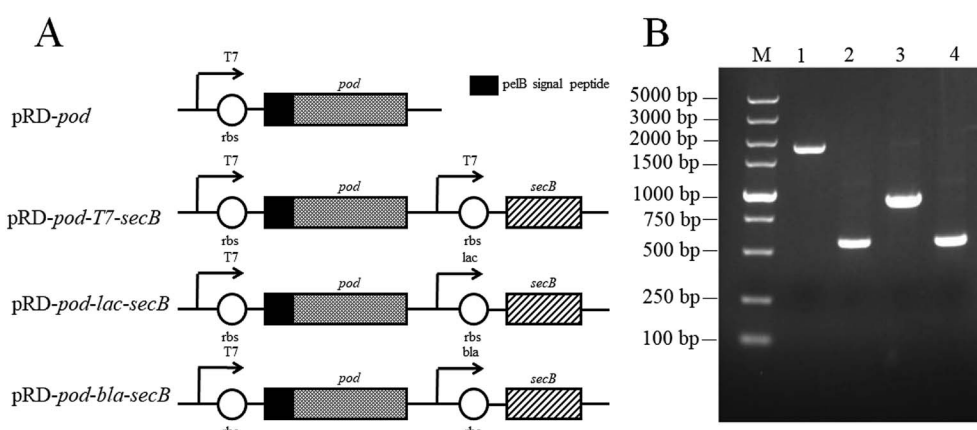 A
T7
pod
pRD-pod
rbs
pelB signal peptide
T7
pod
T7
secB
pRD-pod-T7-secB
rbs
rbs
T7
pod
lac
secB
pRD-pod-lac-secB
rbs
rbs
T7
pod
bla
secB
pRD-pod-bla-secB
B
M 1 2 3 4
5000 bp
3000 bp
2000 bp
1500 bp
1000 bp
750 bp
500 bp
250 bp
100 bp